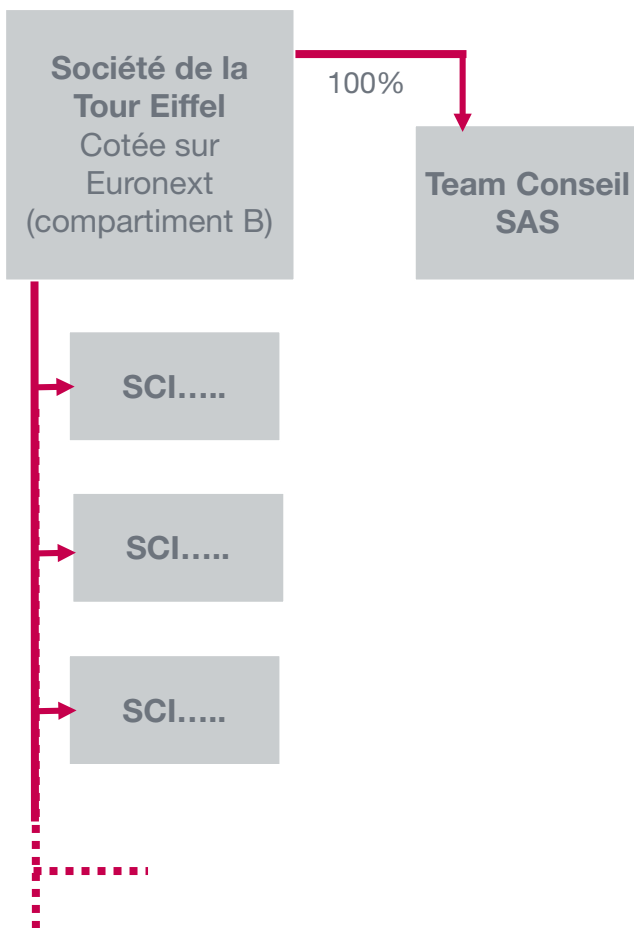 Société de la
Tour Eiffel
Cotée sur
Euronext
(compartiment B)
100%
Team Conseil
SAS
SCI…..
SCI…..
SCI…..